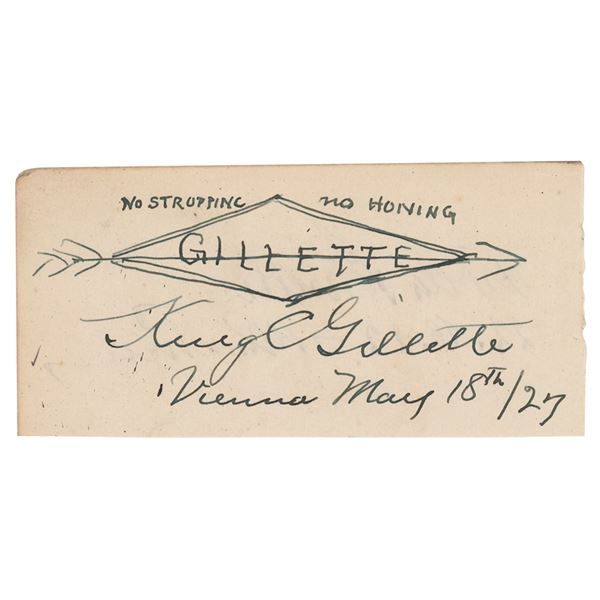 NO STROPPING no HONING
GILLETTE
King C Gillette
Vienna May 18th/27